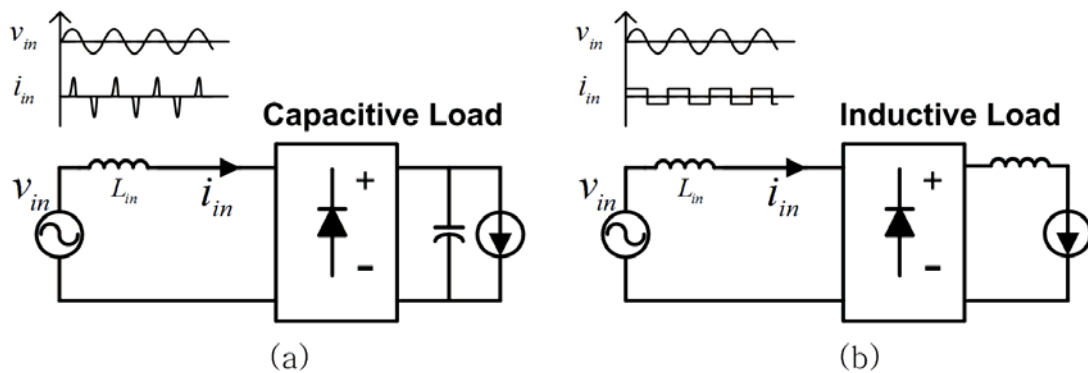 v_in
i_in
Capacitive Load
v_in
L_in
i_in
+
-
(a)
v_in
i_in
Inductive Load
v_in
L_in
i_in
+
-
(b)